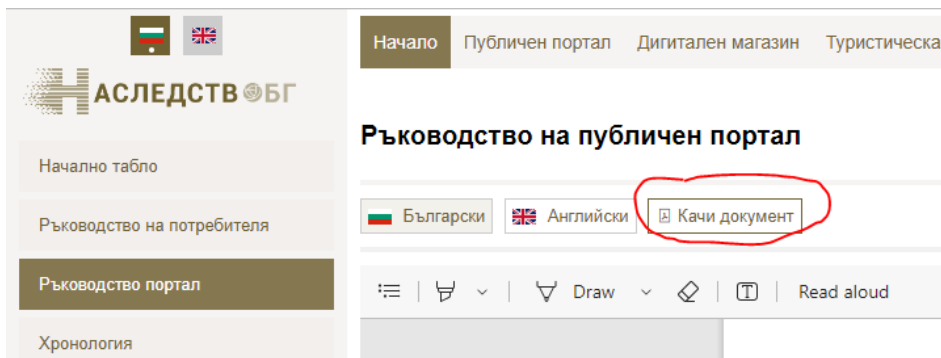 Начало Публичен портал Дигитален магазин Туристическа
НАСЛЕДСТВОБГ
Ръководство на публичен портал
Начално табло
Български Английски Качи документ
Ръководство на потребителя
Ръководство портал
Draw Read aloud
Хронология